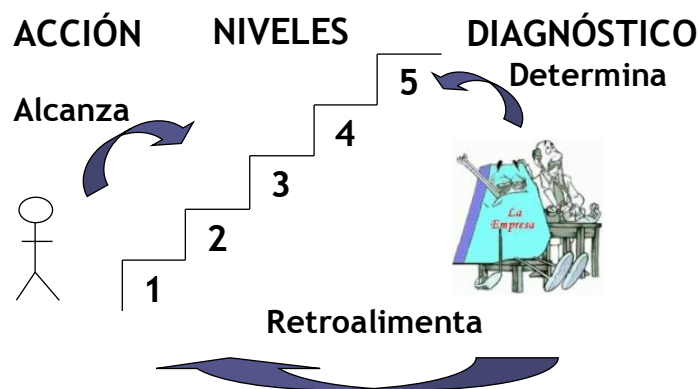 ACCIÓN NIVELES DIAGNÓSTICO
Determina
Alcanza
5
4
3
2
1
La
Empresa
Retroalimenta